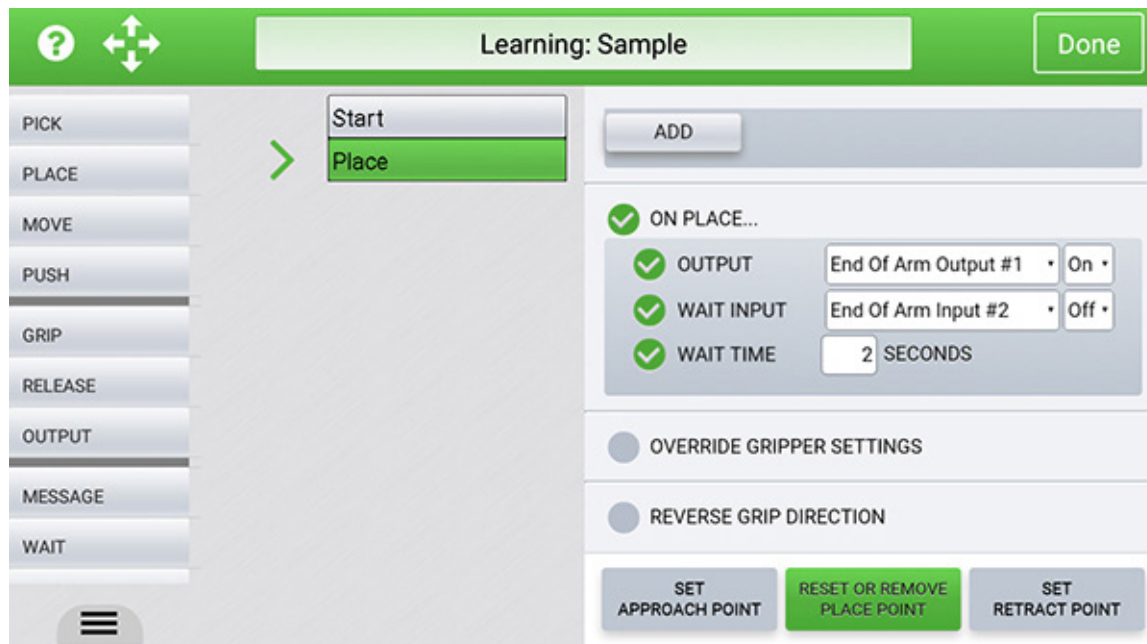 ?
Learning: Sample
Done
PICK
PLACE
MOVE
PUSH
GRIP
RELEASE
OUTPUT
MESSAGE
WAIT
Start
Place
ADD
ON PLACE...
OUTPUT End Of Arm Output #1 On
WAIT INPUT End Of Arm Input #2 Off
WAIT TIME 2 SECONDS
OVERRIDE GRIPPER SETTINGS
REVERSE GRIP DIRECTION
SET
APPROACH POINT
RESET OR REMOVE
PLACE POINT
SET
RETRACT POINT